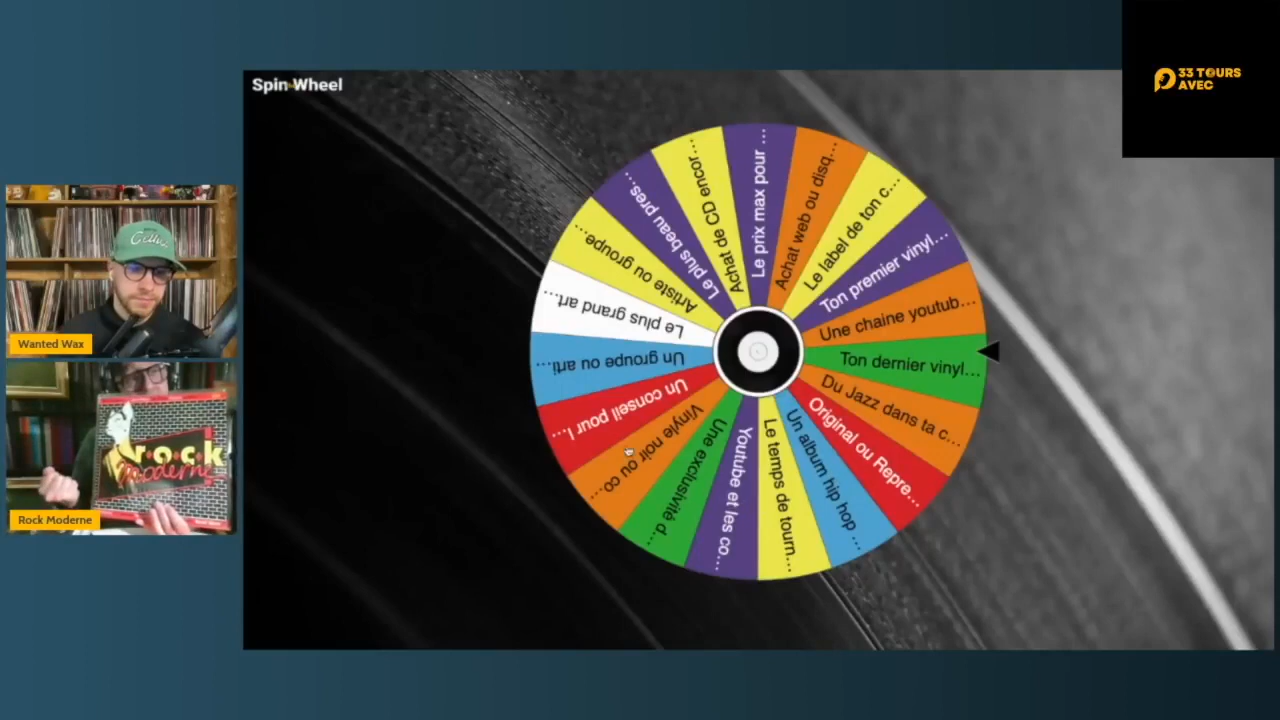 33 TOURS
AVEC
Spin Wheel
Le prix max pour ...
Achat web ou disq...
Le label de ton c...
Ton premier vinyl...
Une chaine youtub...
Ton dernier vinyl...
Du Jazz dans ta c...
Original ou Repre...
Un album hip hop ...
Le temps de tourn...
Youtube et les co...
Une exclusivité d...
Vinyle noir ou co...
Un conseil pour l...
Un groupe ou arti...
Le plus grand art...
Artiste ou groupe...
Le plus beau pres...
Achat de CD encor...
Wanted Wax
rock
moderne
Rock Moderne